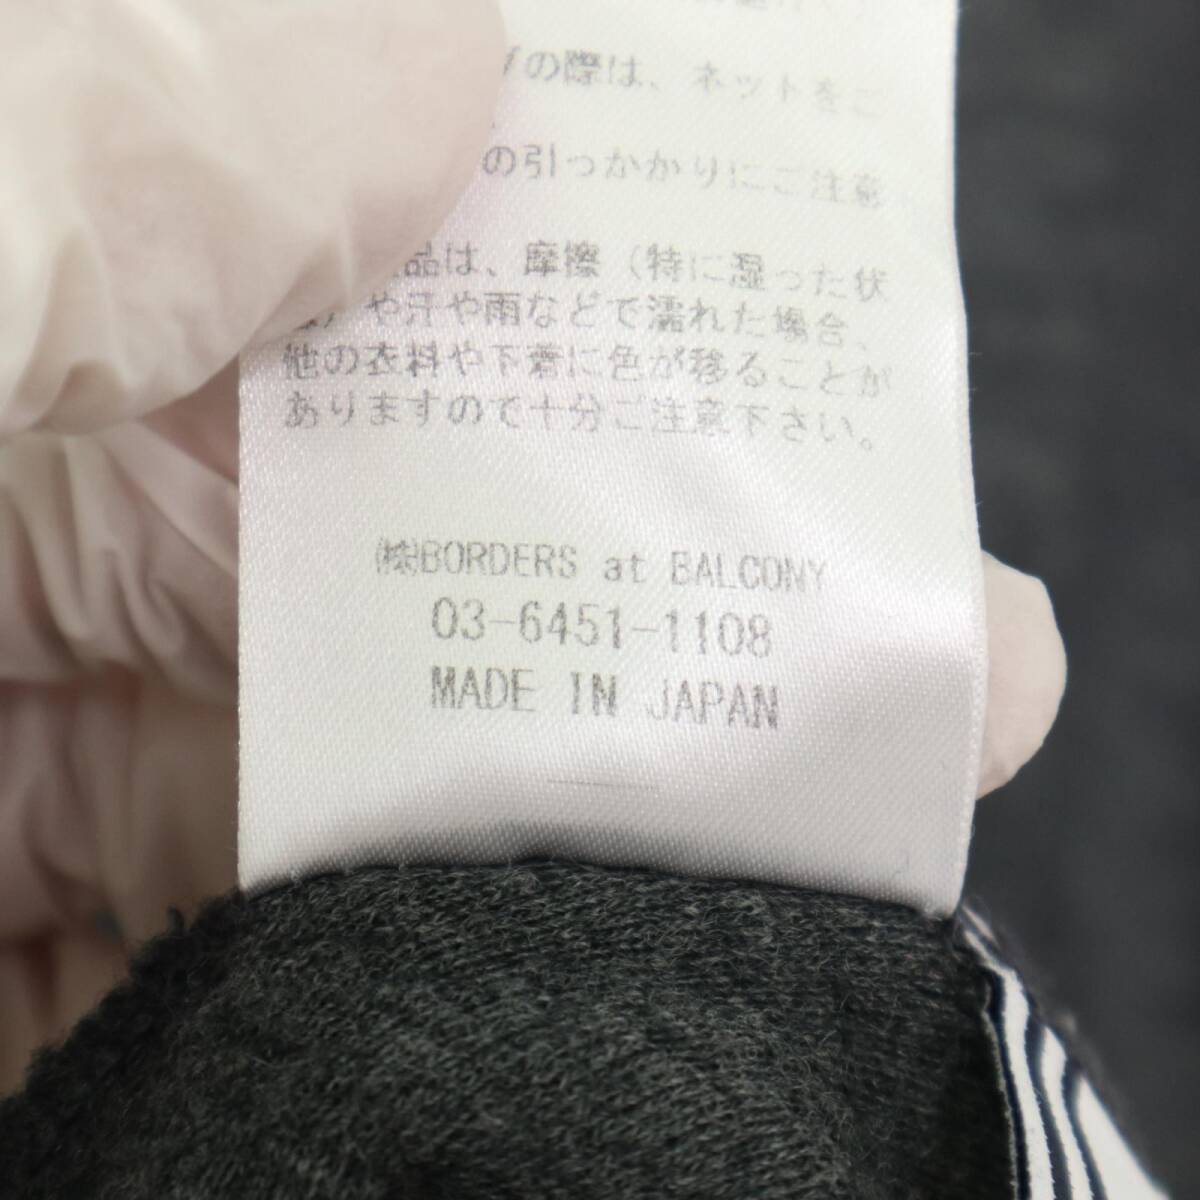 の際は、ネットをご
の引っかかりにご注意
品は、摩擦（特に湿った状
）や汗や雨などで濡れた場合、
他の衣料や下着に色が移ることが
ありますので十分ご注意下さい。
㈱BORDERS at BALCONY
03-6451-1108
MADE IN JAPAN